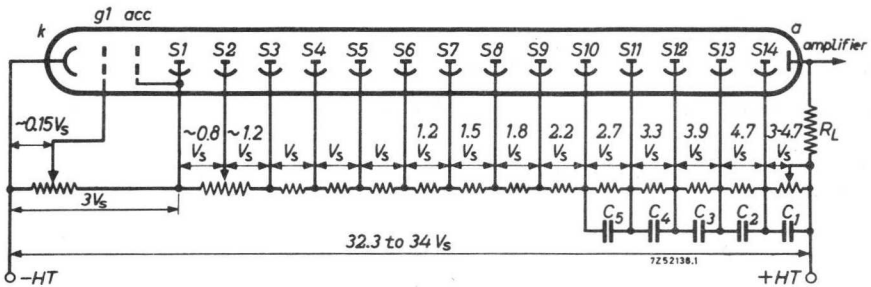 g1 acc
k a
S1 S2 S3 S4 S5 S6 S7 S8 S9 S10 S11 S12 S13 S14 amplifier
~0.15Vs ~0.8 Vs ~1.2 Vs Vs Vs Vs 1.2 Vs 1.5 Vs 1.8 Vs 2.2 Vs 2.7 Vs 3.3 Vs 3.9 Vs 4.7 Vs 3-4.7 Vs RL
3Vs
C5 C4 C3 C2 C1
32.3 to 34 Vs
7Z52138.1
-HT +HT